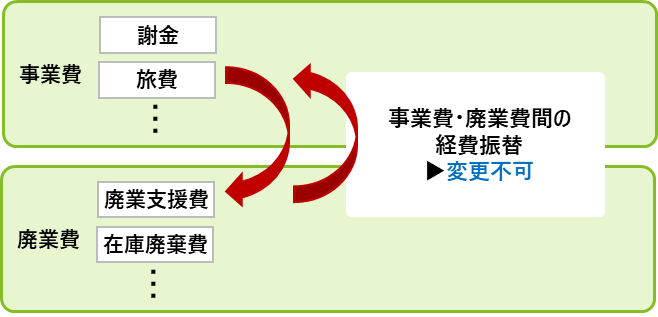 謝金
事業費
旅費
⋮
事業費・廃業費間の
経費振替
▶変更不可
廃業支援費
廃業費
在庫廃棄費
⋮